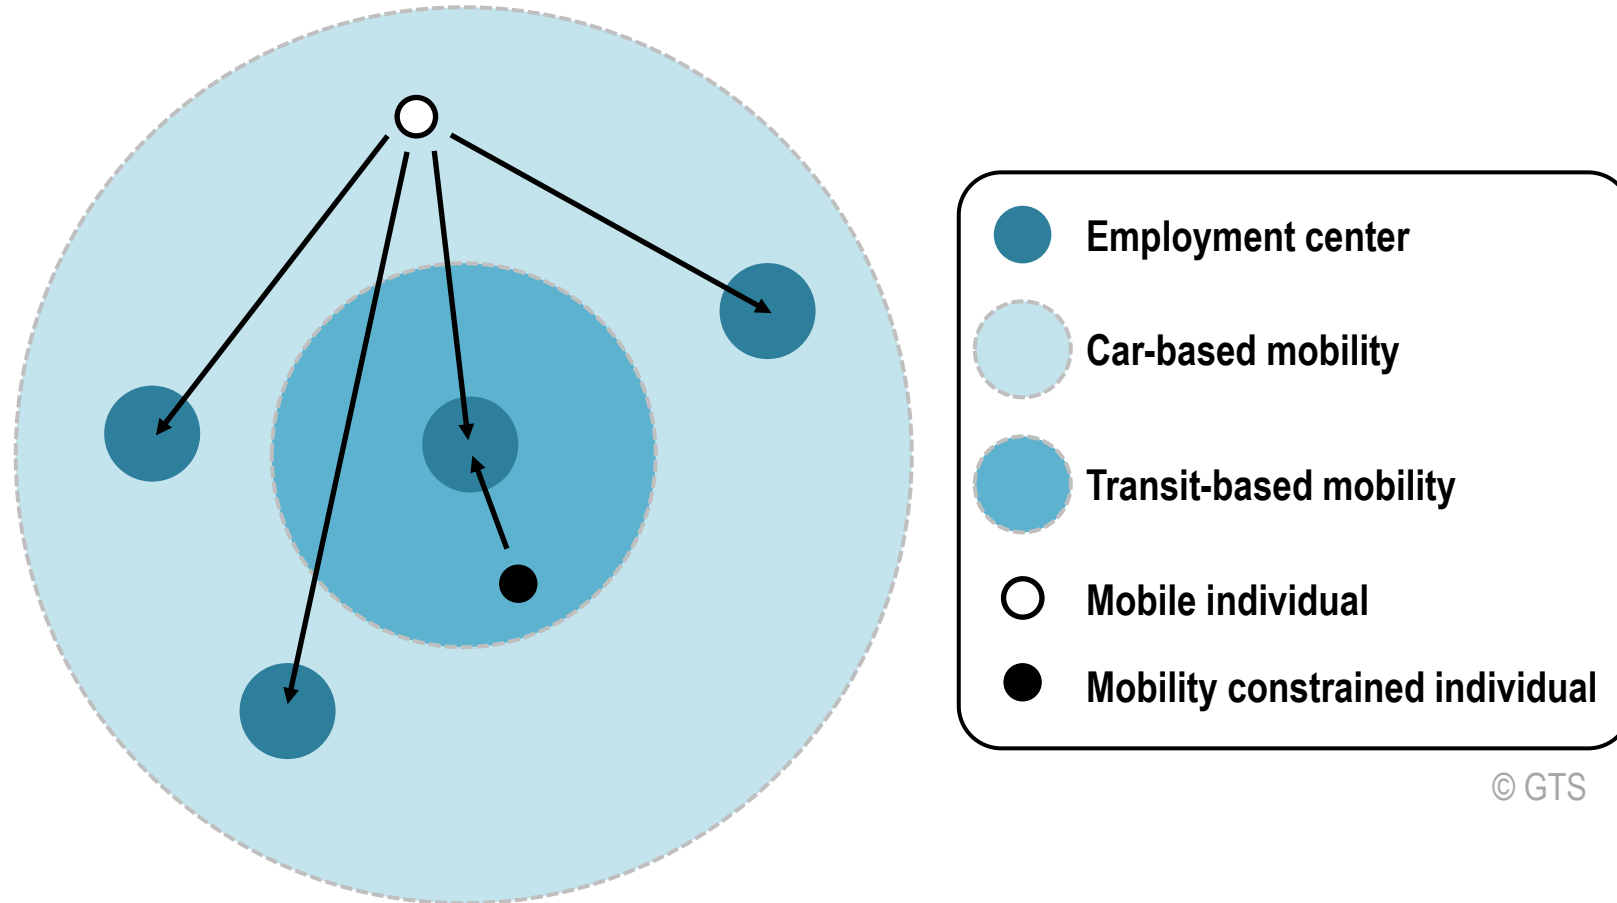 Employment center
Car-based mobility
Transit-based mobility
Mobile individual
Mobility constrained individual
© GTS